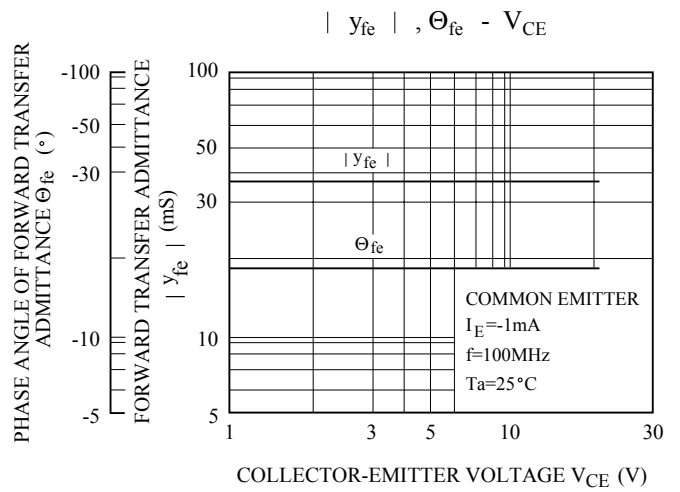 | yfe | , Θfe - VCE
PHASE ANGLE OF FORWARD TRANSFER
ADMITTANCE Θfe (°)
-100
-50
-30
-10
-5
FORWARD TRANSFER ADMITTANCE
| yfe | (mS)
100
50
30
10
5
| yfe |
Θfe
COMMON EMITTER
IE=-1mA
f=100MHz
Ta=25°C
1 3 5 10 30
COLLECTOR-EMITTER VOLTAGE VCE (V)